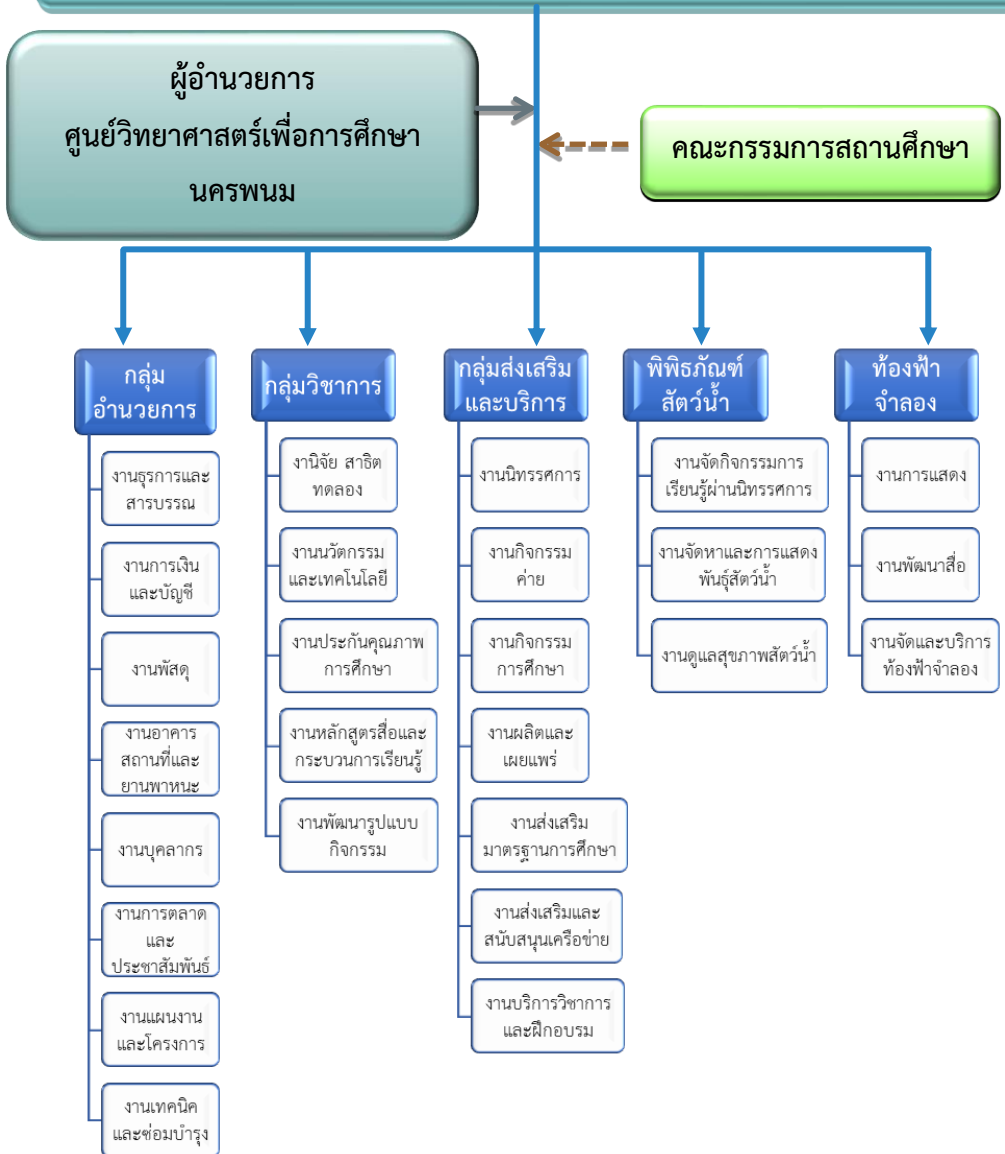 ผู้อำนวยการ
ศูนย์วิทยาศาสตร์เพื่อการศึกษา
นครพนม
คณะกรรมการสถานศึกษา
กลุ่ม
อำนวยการ
งานธุรการและ
สารบรรณ
งานการเงิน
และบัญชี
งานพัสดุ
งานอาคาร
สถานที่และ
ยานพาหนะ
งานบุคลากร
งานการตลาด
และ
ประชาสัมพันธ์
งานแผนงาน
และโครงการ
งานเทคนิค
และซ่อมบำรุง
กลุ่มวิชาการ
งานิจัย สาธิต
ทดลอง
งานนวัตกรรม
และเทคโนโลยี
งานประกันคุณภาพ
การศึกษา
งานหลักสูตรสื่อและ
กระบวนการเรียนรู้
งานพัฒนารูปแบบ
กิจกรรม
กลุ่มส่งเสริม
และบริการ
งานนิทรรศการ
งานกิจกรรม
ค่าย
งานกิจกรรม
การศึกษา
งานผลิตและ
เผยแพร่
งานส่งเสริม
มาตรฐานการศึกษา
งานส่งเสริมและ
สนับสนุนเครือข่าย
งานบริการวิชาการ
และฝึกอบรม
พิพิธภัณฑ์
สัตว์น้ำ
งานจัดกิจกรรมการ
เรียนรู้ผ่านนิทรรศการ
งานจัดหาและการแสดง
พันธุ์สัตว์น้ำ
งานดูแลสุขภาพสัตว์น้ำ
ท้องฟ้า
จำลอง
งานการแสดง
งานพัฒนาสื่อ
งานจัดและบริการ
ท้องฟ้าจำลอง